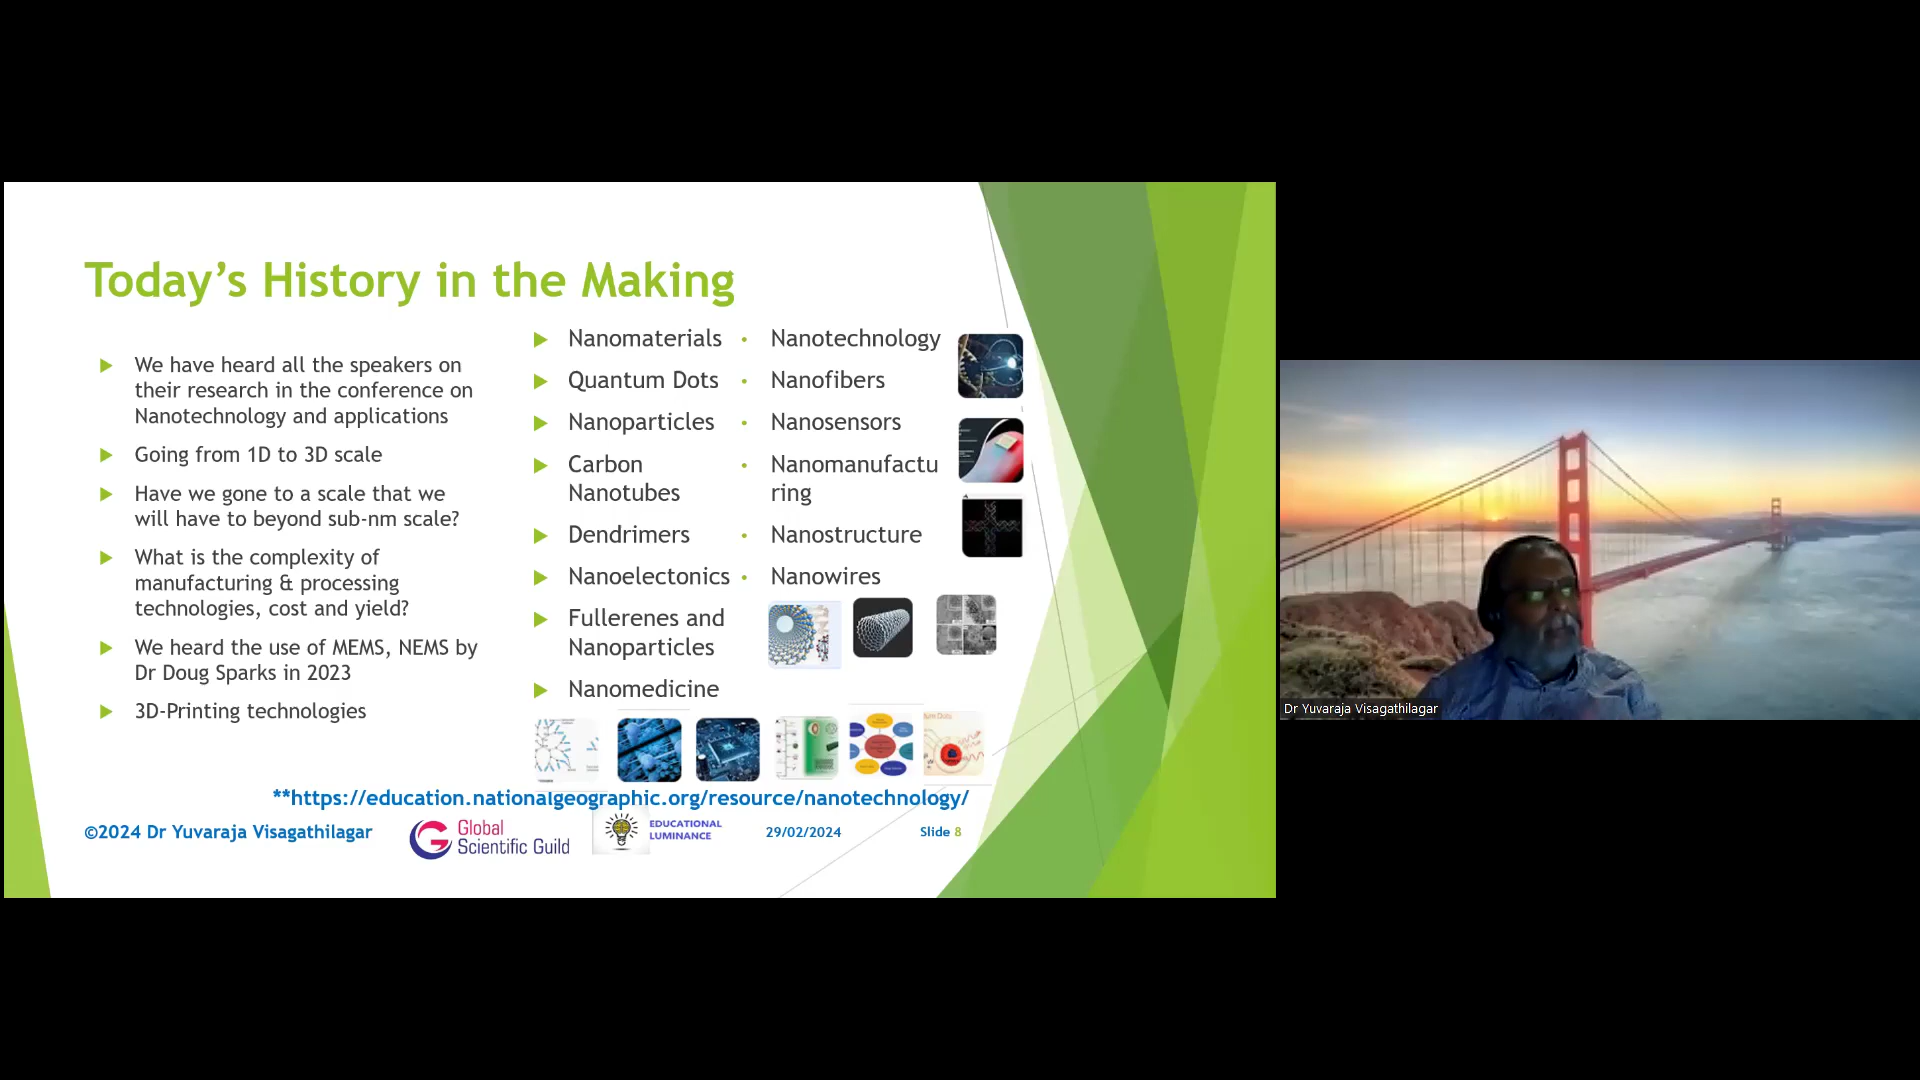 Today's History in the Making
We have heard all the speakers on
their research in the conference on
Nanotechnology and applications
Going from 1D to 3D scale
Have we gone to a scale that we
will have to beyond sub-nm scale?
What is the complexity of
manufacturing & processing
technologies, cost and yield?
We heard the use of MEMS, NEMS by
Dr Doug Sparks in 2023
3D-Printing technologies
Nanomaterials
Quantum Dots
Nanoparticles
Carbon
Nanotubes
Dendrimers
Nanoelectonics
Fullerenes and
Nanoparticles
Nanomedicine
Nanotechnology
Nanofibers
Nanosensors
Nanomanufactu
ring
Nanostructure
Nanowires
**https://education.nationalgeographic.org/resource/nanotechnology/
©2024 Dr Yuvaraja Visagathilagar
Global
Scientific Guild
EDUCATIONAL
LUMINANCE
29/02/2024
Slide 8
Dr Yuvaraja Visagathilagar